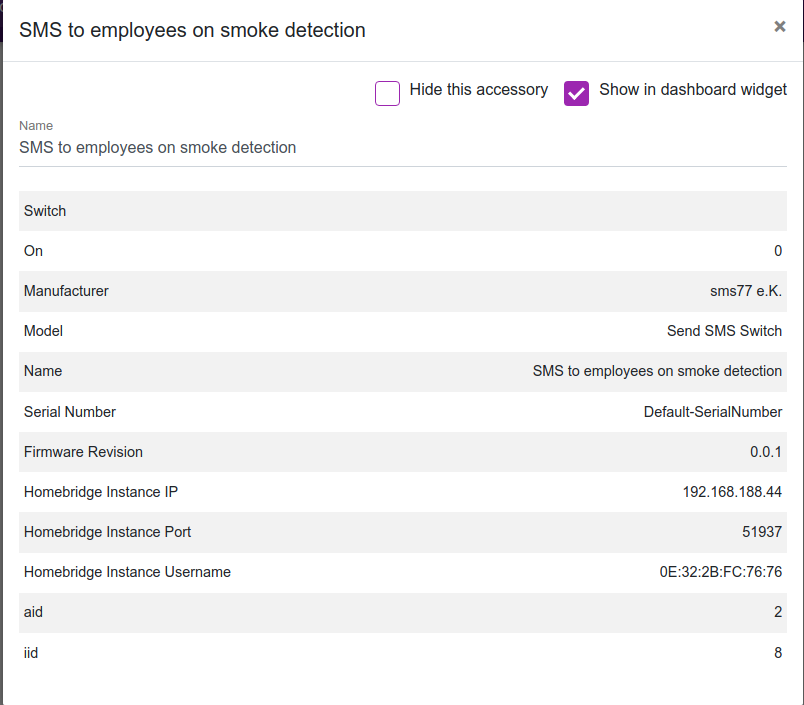 SMS to employees on smoke detection ×
Hide this accessory Show in dashboard widget
Name
SMS to employees on smoke detection
Switch
On 0
Manufacturer sms77 e.K.
Model Send SMS Switch
Name SMS to employees on smoke detection
Serial Number Default-SerialNumber
Firmware Revision 0.0.1
Homebridge Instance IP 192.168.188.44
Homebridge Instance Port 51937
Homebridge Instance Username 0E:32:2B:FC:76:76
aid 2
iid 8